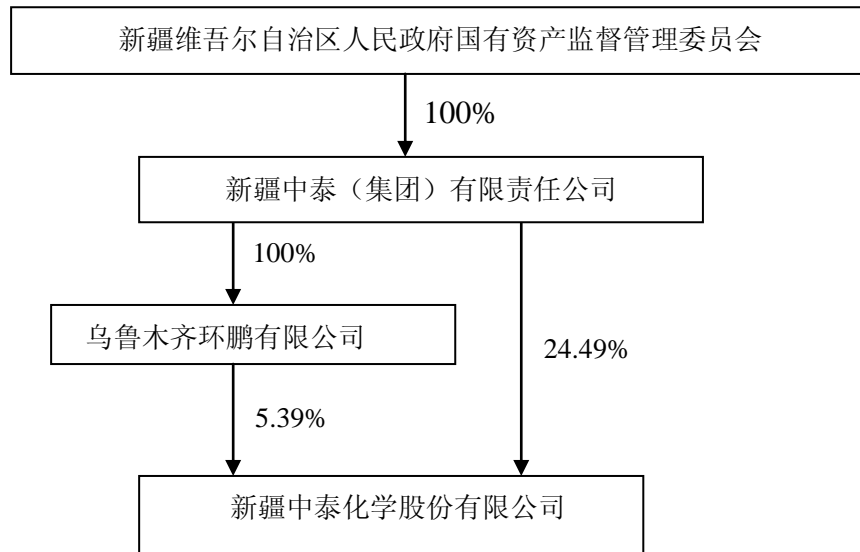 新疆维吾尔自治区人民政府国有资产监督管理委员会
100%
新疆中泰（集团）有限责任公司
100%
乌鲁木齐环鹏有限公司
24.49%
5.39%
新疆中泰化学股份有限公司